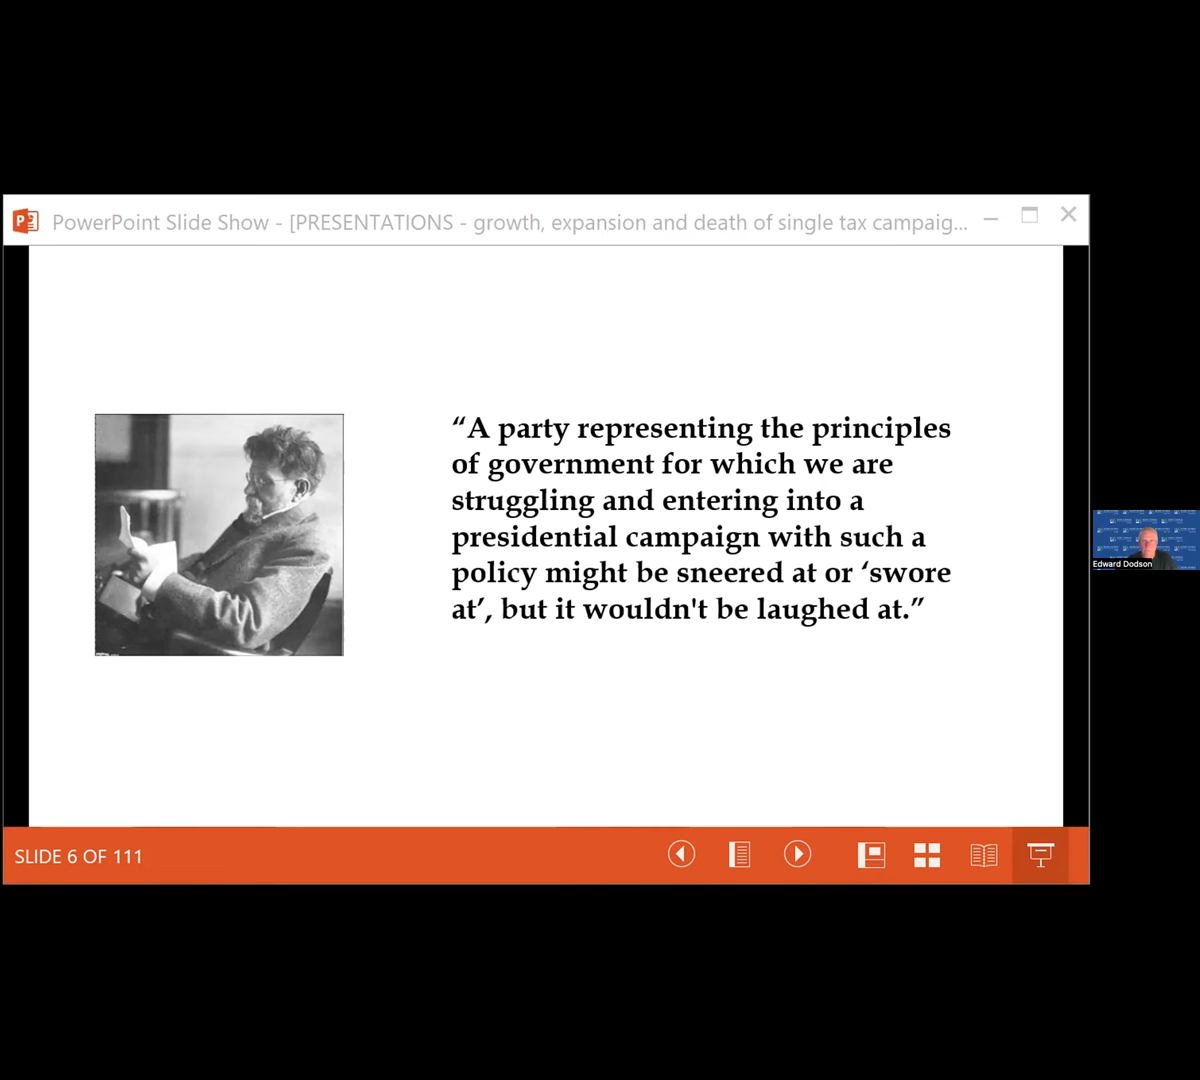 PowerPoint Slide Show - [PRESENTATIONS - growth, expansion and death of single tax campaig...
“A party representing the principles
of government for which we are
struggling and entering into a
presidential campaign with such a
policy might be sneered at or ‘swore
at’, but it wouldn't be laughed at.”
Edward Dodson
SLIDE 6 OF 111